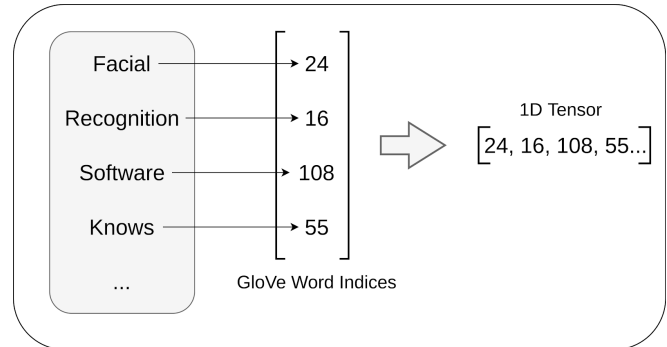 Facial 24
Recognition 16
Software 108
Knows 55
...
GloVe Word Indices
1D Tensor
[24, 16, 108, 55...]